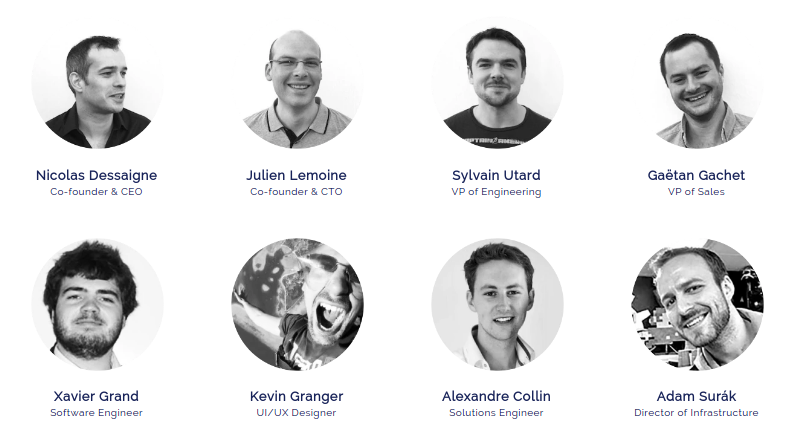 Nicolas Dessaigne
Co-founder & CEO
Julien Lemoine
Co-founder & CTO
Sylvain Utard
VP of Engineering
Gaëtan Gachet
VP of Sales
Xavier Grand
Software Engineer
Kevin Granger
UI/UX Designer
Alexandre Collin
Solutions Engineer
Adam Surák
Director of Infrastructure